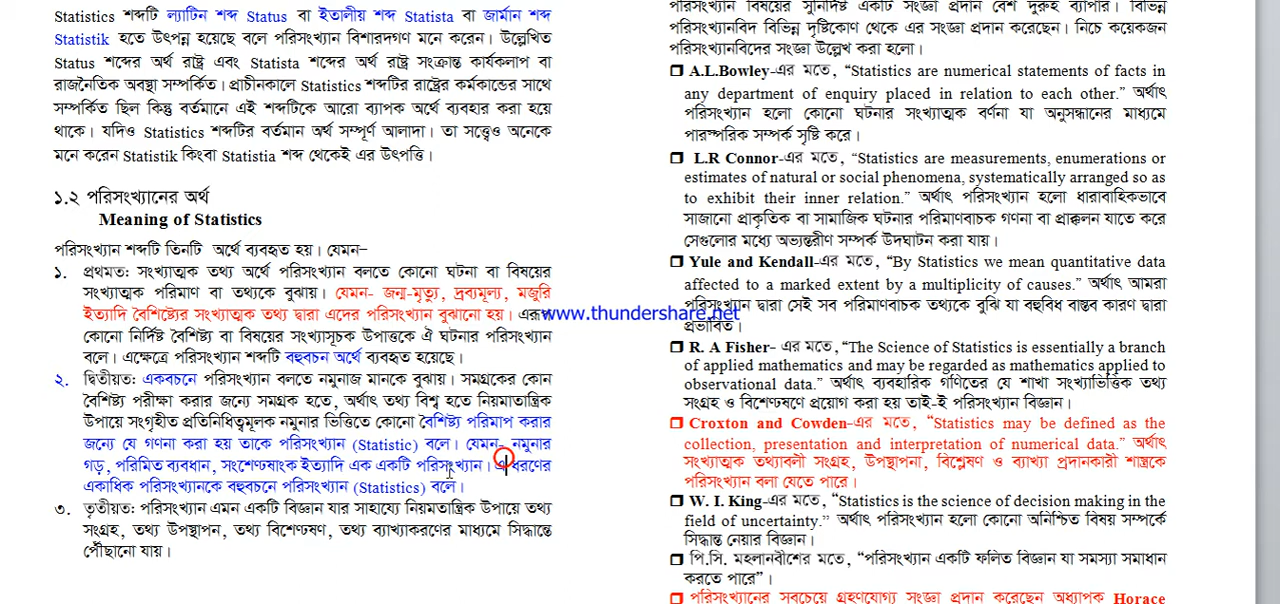 Statistics শব্দটি ল্যাটিন শব্দ Status বা ইতালীয় শব্দ Statista বা জার্মান শব্দ
Statistik হতে উৎপন্ন হয়েছে বলে পরিসংখ্যান বিশারদগণ মনে করেন। উল্লেখিত
Status শব্দের অর্থ রাষ্ট্র এবং Statista শব্দের অর্থ রাষ্ট্র সংক্রান্ত কার্যকলাপ বা
রাজনৈতিক অবস্থা সম্পর্কিত। প্রাচীনকালে Statistics শব্দটির রাষ্ট্রের কর্মকান্ডের সাথে
সম্পর্কিত ছিল কিন্তু বর্তমানে এই শব্দটিকে আরো ব্যাপক অর্থে ব্যবহার করা হয়ে
থাকে। যদিও Statistics শব্দটির বর্তমান অর্থ সম্পূর্ণ আলাদা। তা সত্ত্বেও অনেকে
মনে করেন Statistik কিংবা Statistia শব্দ থেকেই এর উৎপত্তি।
১.২ পরিসংখ্যানের অর্থ
Meaning of Statistics
পরিসংখ্যান শব্দটি তিনটি অর্থে ব্যবহৃত হয়। যেমন–
১. প্রথমত: সংখ্যাত্মক তথ্য অর্থে পরিসংখ্যান বলতে কোনো ঘটনা বা বিষয়ের
সংখ্যাত্মক পরিমাণ বা তথ্যকে বুঝায়। যেমন- জন্ম-মৃত্যু, দ্রব্যমূল্য, মজুরি
ইত্যাদি বৈশিষ্ট্যের সংখ্যাত্মক তথ্য দ্বারা এদের পরিসংখ্যান বুঝানো হয়। এরূপ
কোনো নির্দিষ্ট বৈশিষ্ট্য বা বিষয়ের সংখ্যাসূচক উপাত্তকে ঐ ঘটনার পরিসংখ্যান
বলে। এক্ষেত্রে পরিসংখ্যান শব্দটি বহুবচন অর্থে ব্যবহৃত হয়েছে।
২. দ্বিতীয়ত: একবচনে পরিসংখ্যান বলতে নমুনাজ মানকে বুঝায়। সমগ্রকের কোন
বৈশিষ্ট্য পরীক্ষা করার জন্যে সমগ্রক হতে, অর্থাৎ তথ্য বিশ্ব হতে নিয়মতান্ত্রিক
উপায়ে সংগৃহীত প্রতিনিধিত্বমূলক নমুনার ভিত্তিতে কোনো বৈশিষ্ট্য পরিমাপ করার
জন্যে যে গণনা করা হয় তাকে পরিসংখ্যান (Statistic) বলে। যেমন- নমুনার
গড়, পরিমিত ব্যবধান, সংশেণ্ষাংক ইত্যাদি এক একটি পরিসংখ্যান। এ ধরণের
একাধিক পরিসংখ্যানকে বহুবচনে পরিসংখ্যান (Statistics) বলে।
৩. তৃতীয়ত: পরিসংখ্যান এমন একটি বিজ্ঞান যার সাহায্যে নিয়মতান্ত্রিক উপায়ে তথ্য
সংগ্রহ, তথ্য উপস্থাপন, তথ্য বিশেণ্ষণ, তথ্য ব্যাখ্যাকরণের মাধ্যমে সিদ্ধান্তে
পৌঁছানো যায়।
www.thundershare.net
পরিসংখ্যান বিষয়ের সুনির্দিষ্ট একটি সংজ্ঞা প্রদান বেশ দুরুহ ব্যাপার। বিভিন্ন
পরিসংখ্যানবিদ বিভিন্ন দৃষ্টিকোণ থেকে এর সংজ্ঞা প্রদান করেছেন। নিচে কয়েকজন
পরিসংখ্যানবিদের সংজ্ঞা উল্লেখ করা হলো।
❒ A.L.Bowley-এর মতে, “Statistics are numerical statements of facts in
any department of enquiry placed in relation to each other.” অর্থাৎ
পরিসংখ্যান হলো কোনো ঘটনার সংখ্যাত্মক বর্ণনা যা অনুসন্ধানের মাধ্যমে
পারস্পরিক সম্পর্ক সৃষ্টি করে।
❒ L.R Connor-এর মতে, “Statistics are measurements, enumerations or
estimates of natural or social phenomena, systematically arranged so as
to exhibit their inner relation.” অর্থাৎ পরিসংখ্যান হলো ধারাবাহিকভাবে
সাজানো প্রাকৃতিক বা সামাজিক ঘটনার পরিমাণবাচক গণনা বা প্রাক্কলন যাতে করে
সেগুলোর মধ্যে অভ্যন্তরীণ সম্পর্ক উদঘাটন করা যায়।
❒ Yule and Kendall-এর মতে, “By Statistics we mean quantitative data
affected to a marked extent by a multiplicity of causes.” অর্থাৎ আমরা
পরিসংখ্যান দ্বারা সেই সব পরিমাণবাচক তথ্যকে বুঝি যা বহুবিধ বাস্তব কারণ দ্বারা
প্রভাবিত।
❒ R. A Fisher- এর মতে, “The Science of Statistics is essentially a branch
of applied mathematics and may be regarded as mathematics applied to
observational data.” অর্থাৎ ব্যবহারিক গণিতের যে শাখা সংখ্যাভিত্তিক তথ্য
সংগ্রহ ও বিশেণ্ষণে প্রয়োগ করা হয় তাই-ই পরিসংখ্যান বিজ্ঞান।
❒ Croxton and Cowden-এর মতে, “Statistics may be defined as the
collection, presentation and interpretation of numerical data.” অর্থাৎ
সংখ্যাত্মক তথ্যাবলী সংগ্রহ, উপস্থাপনা, বিশ্লেষণ ও ব্যাখ্যা প্রদানকারী শাস্ত্রকে
পরিসংখ্যান বলা যেতে পারে।
❒ W. I. King-এর মতে, “Statistics is the science of decision making in the
field of uncertainty.” অর্থাৎ পরিসংখ্যান হলো কোনো অনিশ্চিত বিষয় সম্পর্কে
সিদ্ধান্ত নেয়ার বিজ্ঞান।
❒ পি.সি. মহলানবীশের মতে, “পরিসংখ্যান একটি ফলিত বিজ্ঞান যা সমস্যা সমাধান
করতে পারে”।
❒ পরিসংখ্যানের সবচেয়ে গ্রহণযোগ্য সংজ্ঞা প্রদান করেছেন অধ্যাপক Horace